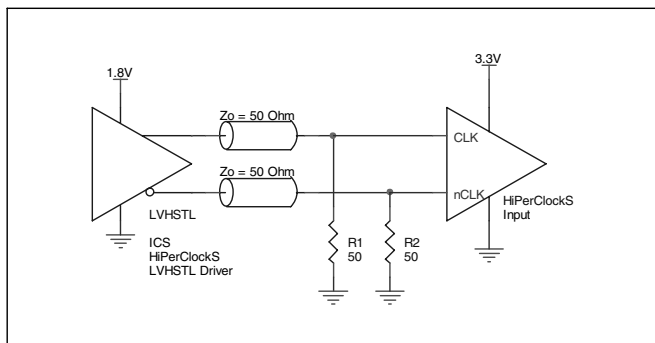 1.8V
3.3V
Zo = 50 Ohm
CLK
Zo = 50 Ohm
nCLK
HiPerClockS
Input
LVHSTL
ICS
HiPerClockS
LVHSTL Driver
R1
50
R2
50